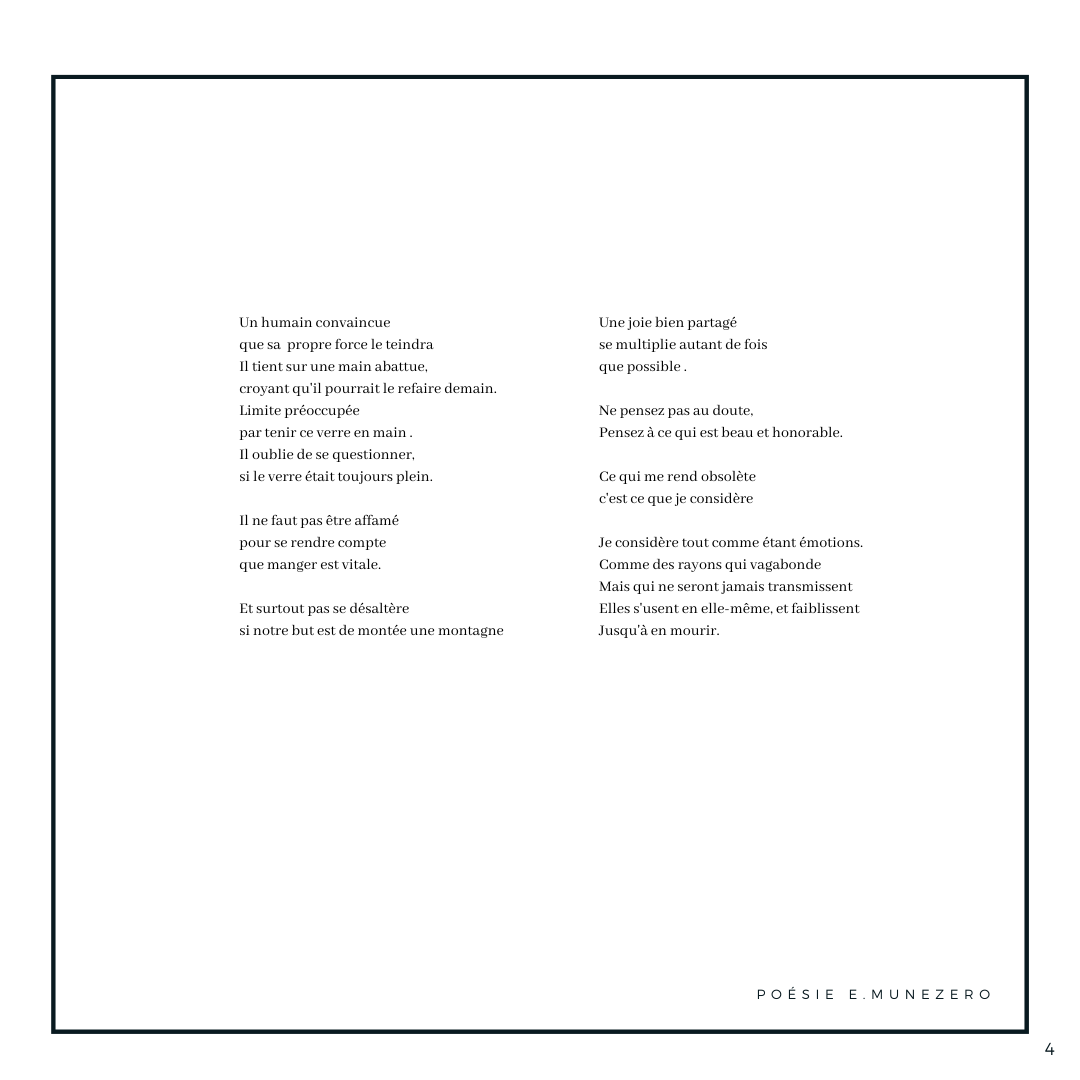 Un humain convaincue
que sa  propre force le teindra
Il tient sur une main abattue,
croyant qu'il pourrait le refaire demain.
Limite préoccupée
par tenir ce verre en main .
Il oublie de se questionner,
si le verre était toujours plein.

Il ne faut pas être affamé
pour se rendre compte
que manger est vitale.

Et surtout pas se désaltère
si notre but est de montée une montagne

Une joie bien partagé
se multiplie autant de fois
que possible .

Ne pensez pas au doute,
Pensez à ce qui est beau et honorable.

Ce qui me rend obsolète
c'est ce que je considère

Je considère tout comme étant émotions.
Comme des rayons qui vagabonde
Mais qui ne seront jamais transmissent
Elles s'usent en elle-même, et faiblissent
Jusqu'à en mourir.

POÉSIE E.MUNEZERO
4